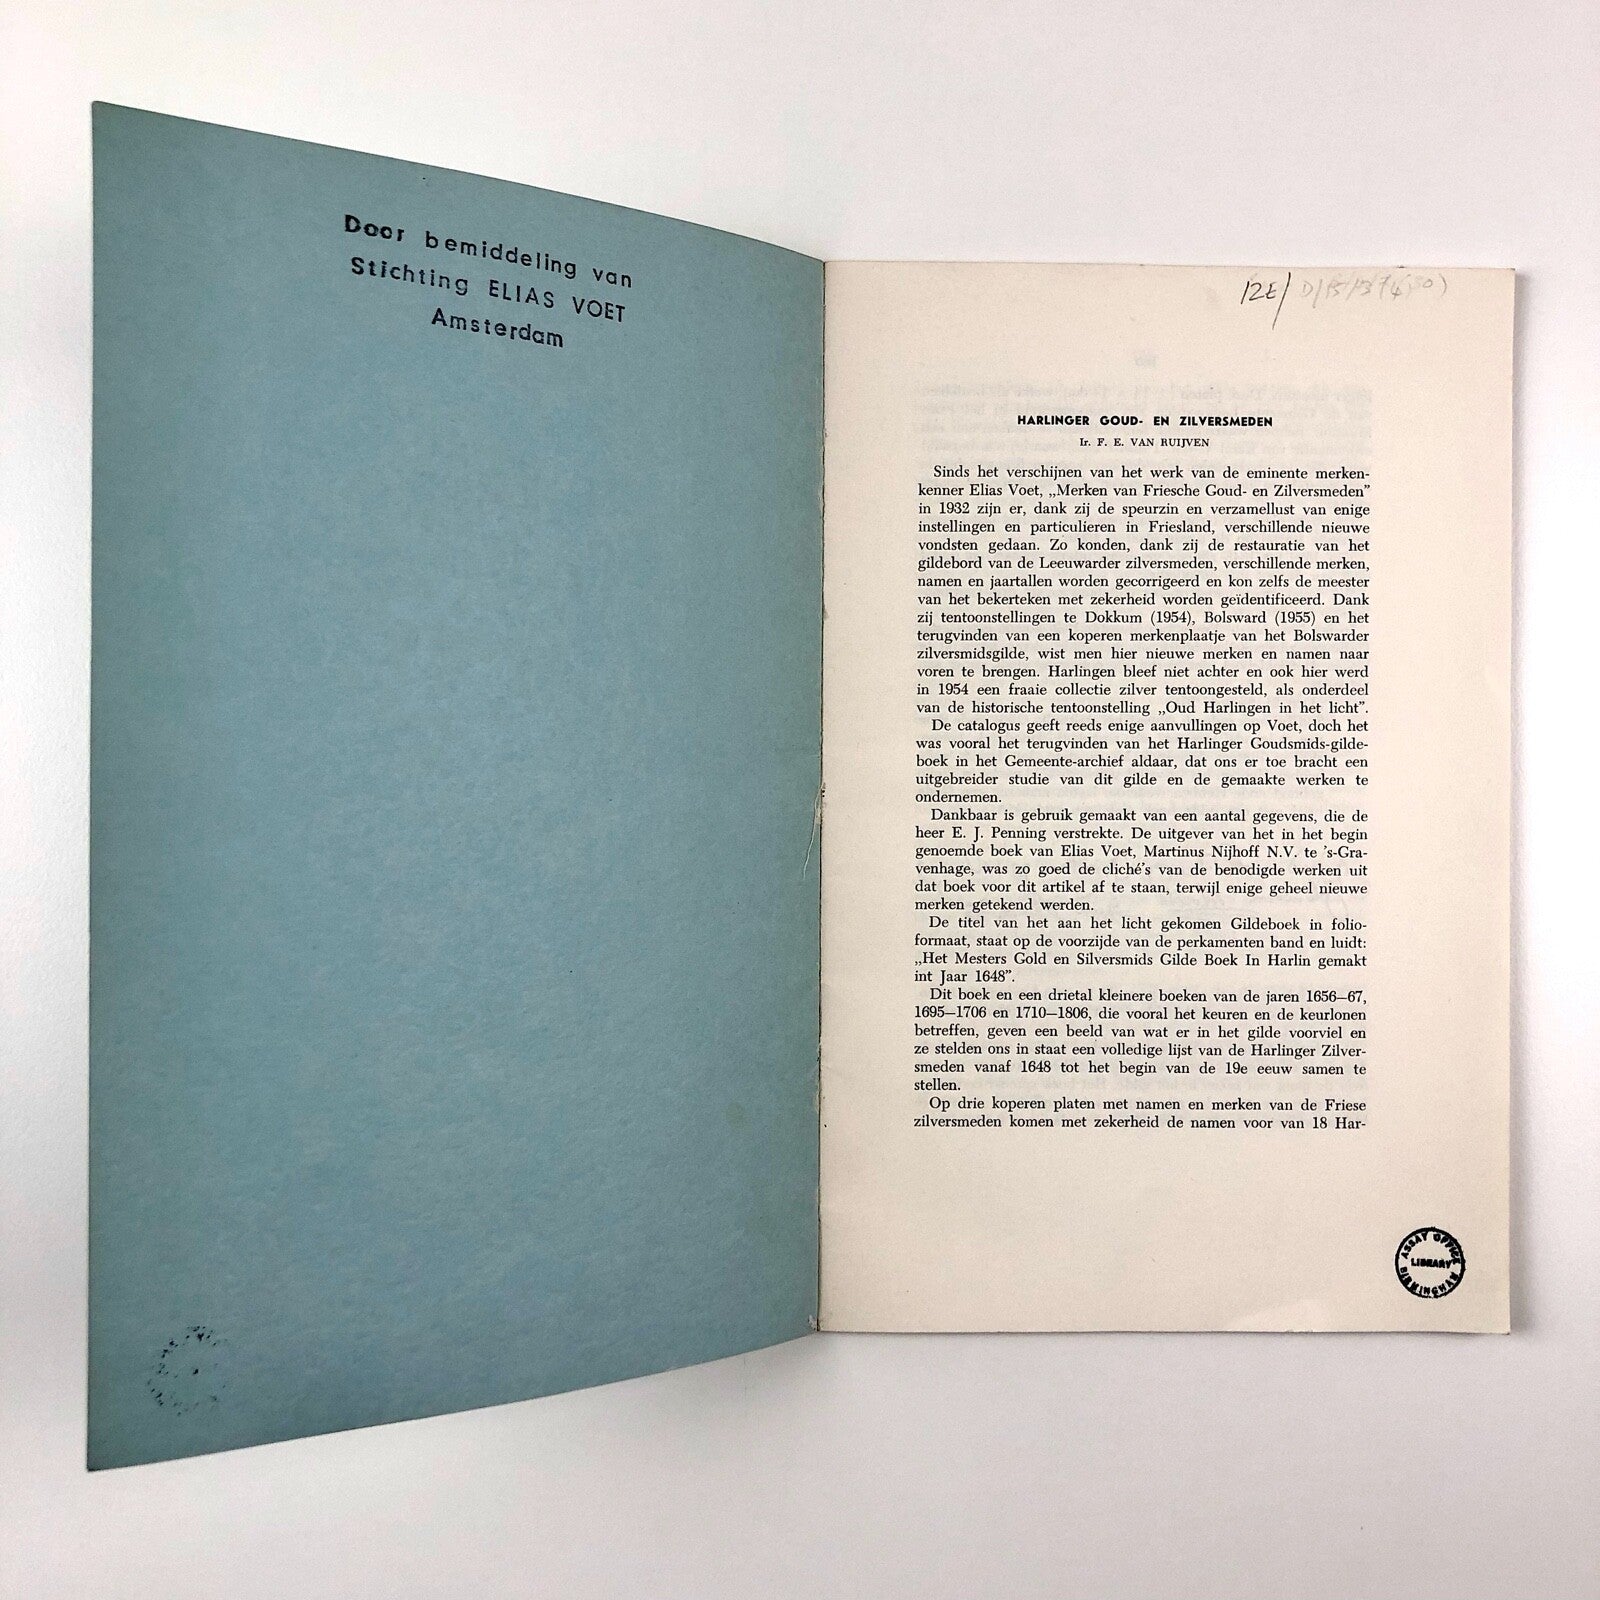 Door bemiddeling van
Stichting ELIAS VOET
Amsterdam
12E/
HARLINGER GOUD- EN ZILVERSMEDEN
Ir. F. E. VAN RUIJVEN
Sinds het verschijnen van het werk van de eminente merken-
kenner Elias Voet, „Merken van Friesche Goud- en Zilversmeden”
in 1932 zijn er, dank zij de speurzin en verzamellust van enige
instellingen en particulieren in Friesland, verschillende nieuwe
vondsten gedaan. Zo konden, dank zij de restauratie van het
gildebord van de Leeuwarder zilversmeden, verschillende merken,
namen en jaartallen worden gecorrigeerd en kon zelfs de meester
van het bekerteken met zekerheid worden geïdentificeerd. Dank
zij tentoonstellingen te Dokkum (1954), Bolsward (1955) en het
terugvinden van een koperen merkenplaatje van het Bolswarder
zilversmidsgilde, wist men hier nieuwe merken en namen naar
voren te brengen. Harlingen bleef niet achter en ook hier werd
in 1954 een fraaie collectie zilver tentoongesteld, als onderdeel
van de historische tentoonstelling „Oud Harlingen in het licht”.
De catalogus geeft reeds enige aanvullingen op Voet, doch het
was vooral het terugvinden van het Harlinger Goudsmids-gilde-
boek in het Gemeente-archief aldaar, dat ons er toe bracht een
uitgebreider studie van dit gilde en de gemaakte werken te
ondernemen.
Dankbaar is gebruik gemaakt van een aantal gegevens, die de
heer E. J. Penning verstrekte. De uitgever van het in het begin
genoemde boek van Elias Voet, Martinus Nijhoff N.V. te 's-Gra-
venhage, was zo goed de cliché's van de benodigde werken uit
dat boek voor dit artikel af te staan, terwijl enige geheel nieuwe
merken getekend werden.
De titel van het aan het licht gekomen Gildeboek in folio-
formaat, staat op de voorzijde van de perkamenten band en luidt:
„Het Mesters Gold en Silversmids Gilde Boek In Harlin gemakt
int Jaar 1648”.
Dit boek en een drietal kleinere boeken van de jaren 1656—67,
1695—1706 en 1710—1806, die vooral het keuren en de keurlonen
betreffen, geven een beeld van wat er in het gilde voorviel en
ze stelden ons in staat een volledige lijst van de Harlinger Zilver-
smeden vanaf 1648 tot het begin van de 19e eeuw samen te
stellen.
Op drie koperen platen met namen en merken van de Friese
zilversmeden komen met zekerheid de namen voor van 18 Har-
ASSAY OFFICE
LIBRARY
BIRMINGHAM